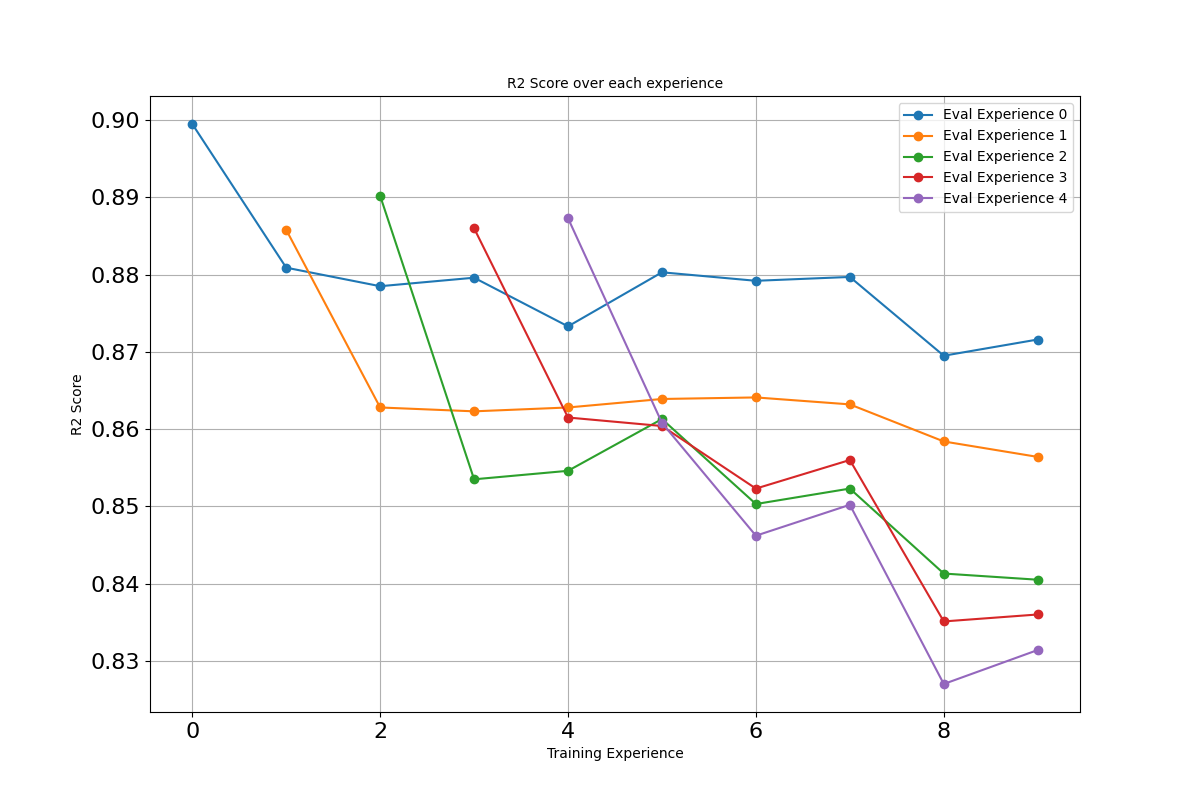 R2 Score over each experience
Eval Experience 0
Eval Experience 1
Eval Experience 2
Eval Experience 3
Eval Experience 4
0.90
0.89
0.88
0.87
0.86
0.85
0.84
0.83
R2 Score
0 2 4 6 8
Training Experience